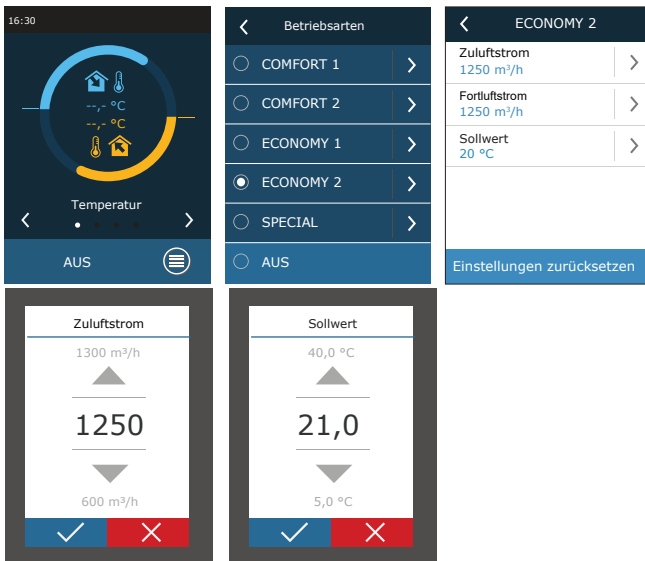 16:30
--,- °C
--,- °C
Temperatur
AUS
Betriebsarten
COMFORT 1
COMFORT 2
ECONOMY 1
ECONOMY 2
SPECIAL
AUS
ECONOMY 2
Zuluftstrom
1250 m³/h
Fortluftstrom
1250 m³/h
Sollwert
20 °C
Einstellungen zurücksetzen
Zuluftstrom
1300 m³/h
1250
600 m³/h
Sollwert
40,0 °C
21,0
5,0 °C